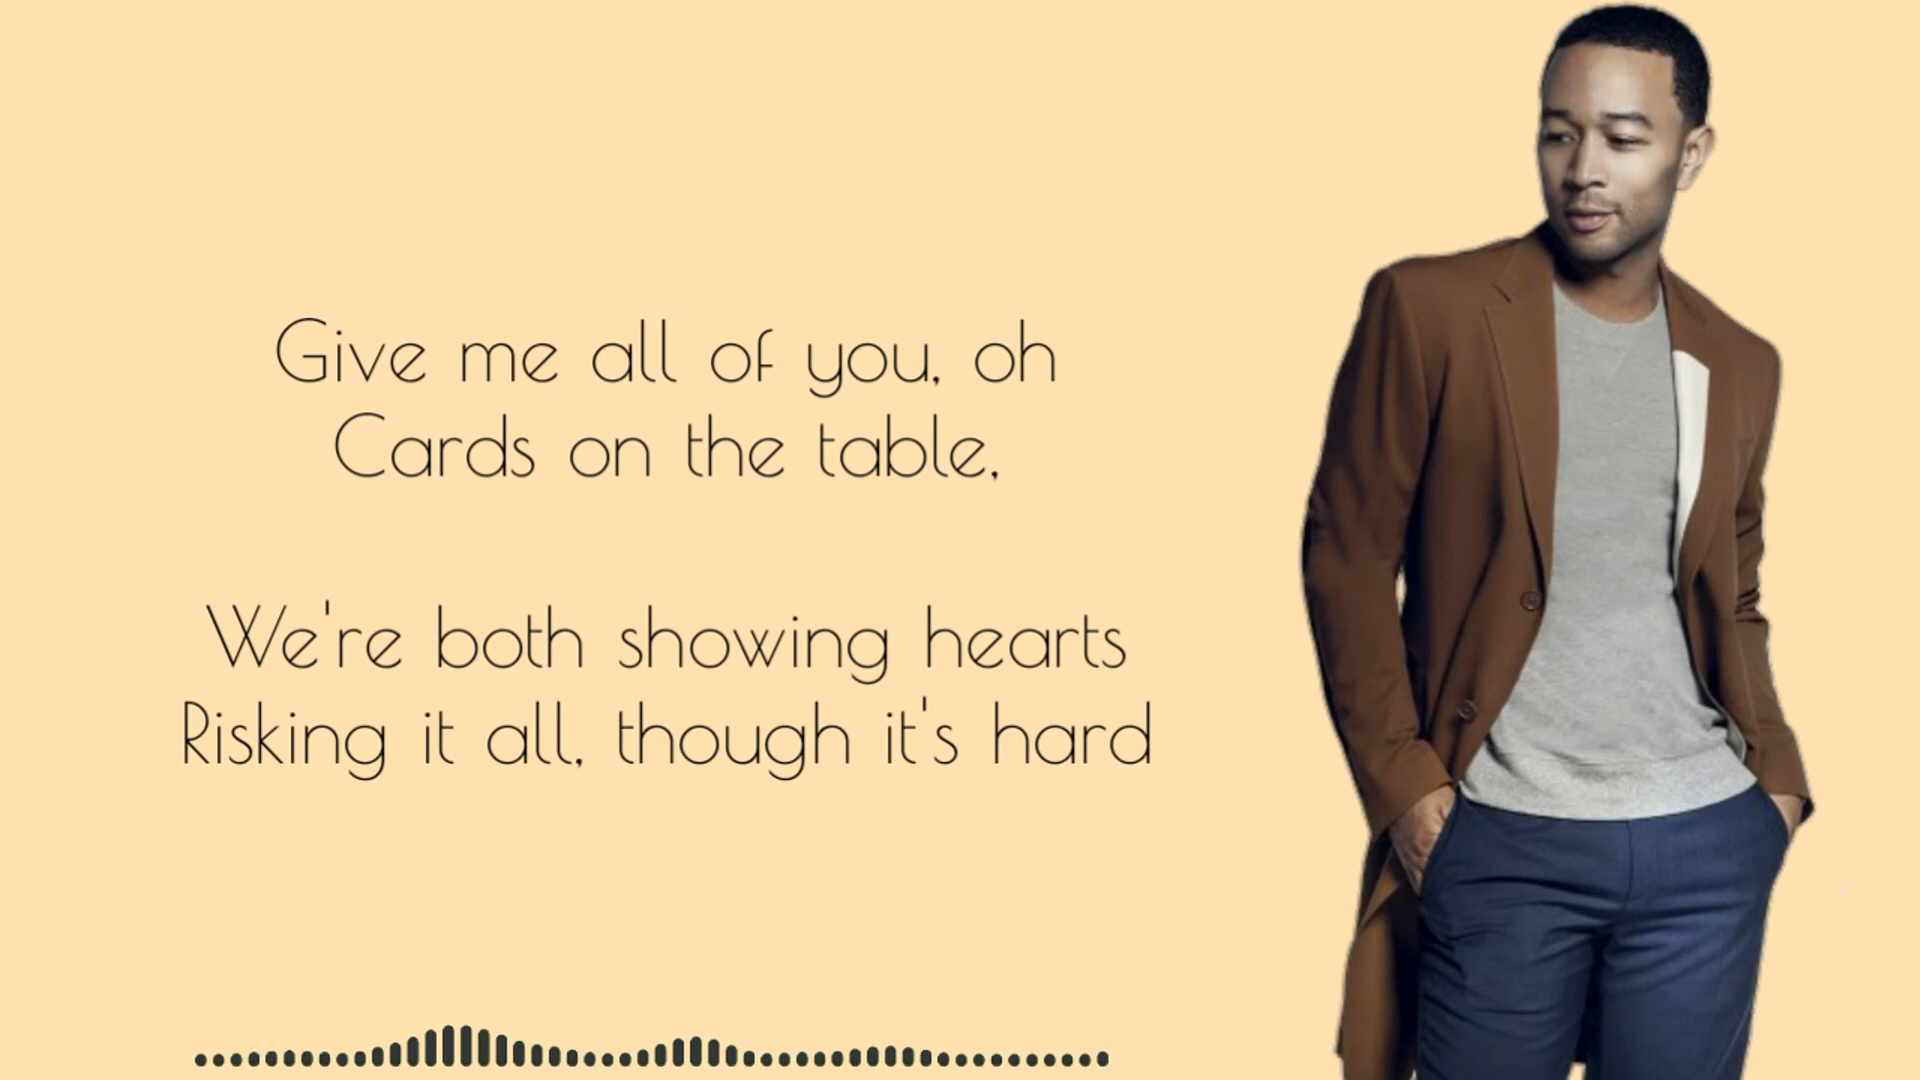 Give me all of you, oh
Cards on the table,
We're both showing hearts
Risking it all, though it's hard